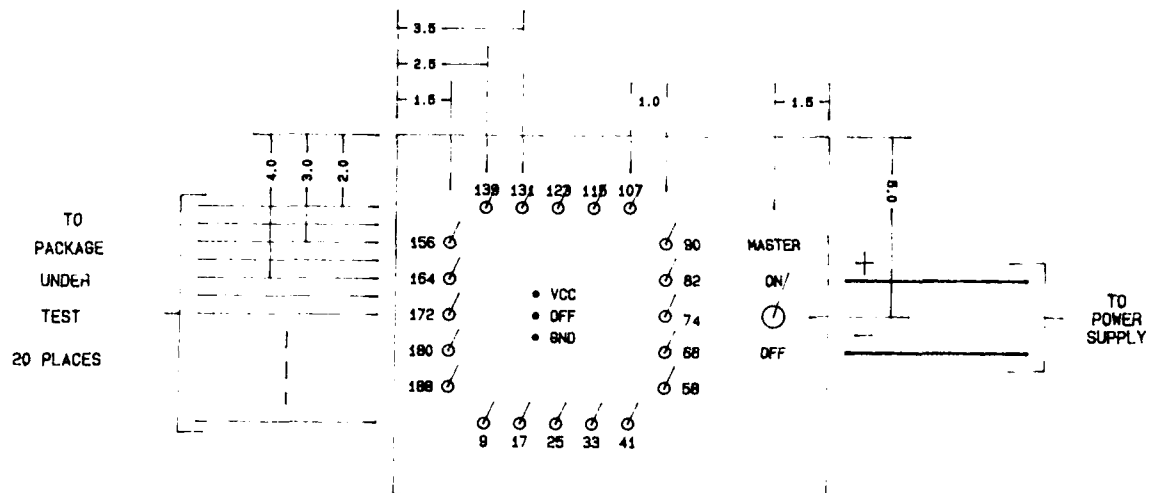 3.5
2.5
1.5
1.0
1.5
4.0
3.0
2.0
5.0
139 131 123 115 107
TO
PACKAGE
UNDER
TEST
20 PLACES
156
164
172
180
188
90
82
74
66
58
VCC
OFF
GND
MASTER
ON
OFF
+
−
TO
POWER
SUPPLY
9 17 25 33 41